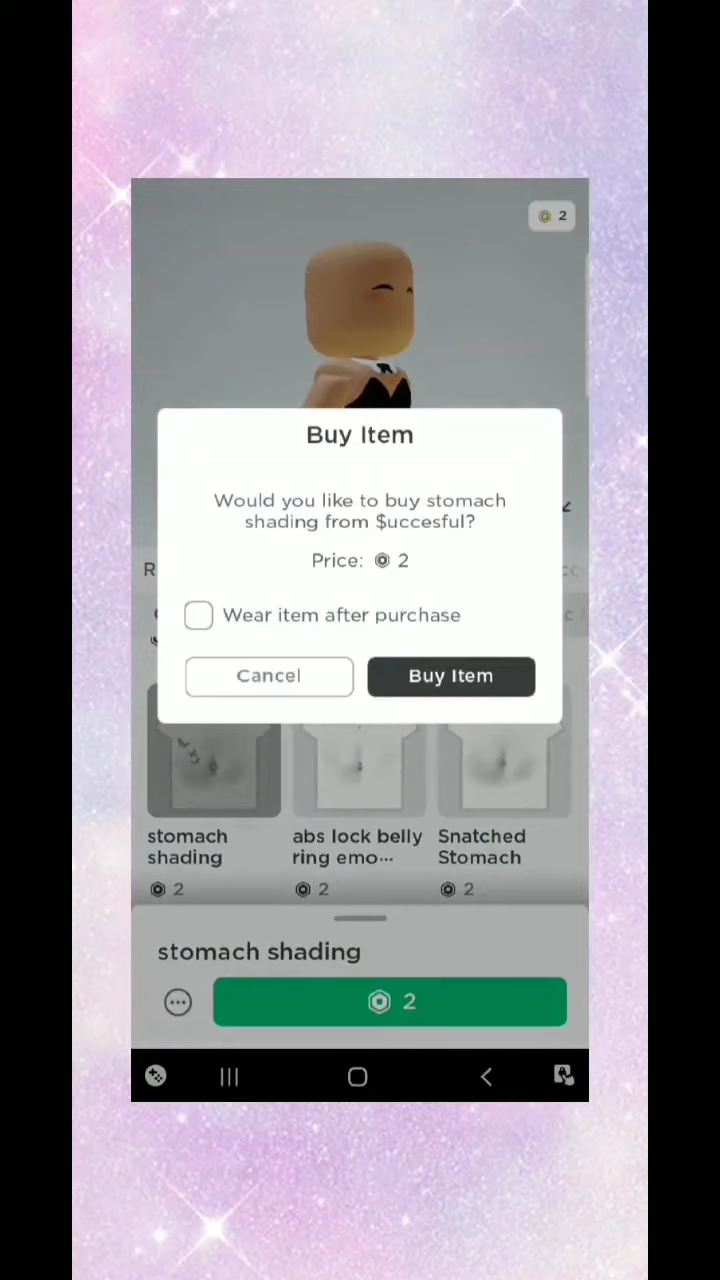 2
Buy Item
Would you like to buy stomach
shading from $uccesful?
Price: 2
R
Wear item after purchase
Cancel
Buy Item
stomach
shading
2
abs lock belly
ring emo···
2
Snatched
Stomach
2
stomach shading
2